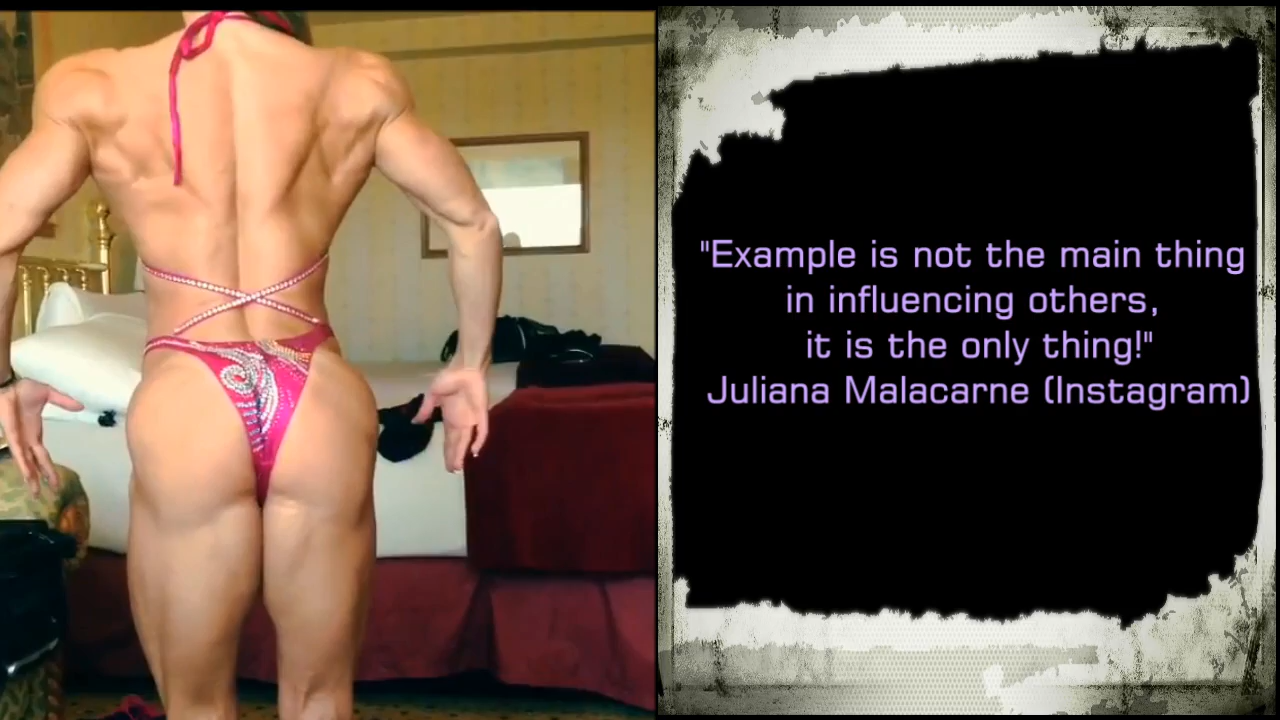 "Example is not the main thing
in influencing others,
it is the only thing!"
Juliana Malacarne (Instagram)